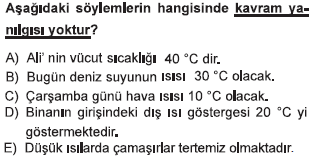 Aşağıdaki söylemlerin hangisinde kavram ya-
nılgısı yoktur?
A) Ali' nin vücut sıcaklığı 40 °C dir.
B) Bugün deniz suyunun ısısı 30 °C olacak.
C) Çarşamba günü hava ısısı 10 °C olacak.
D) Binanın girişindeki dış ısı göstergesi 20 °C yi
göstermektedir.
E) Düşük ısılarda çamaşırlar tertemiz olmaktadır.